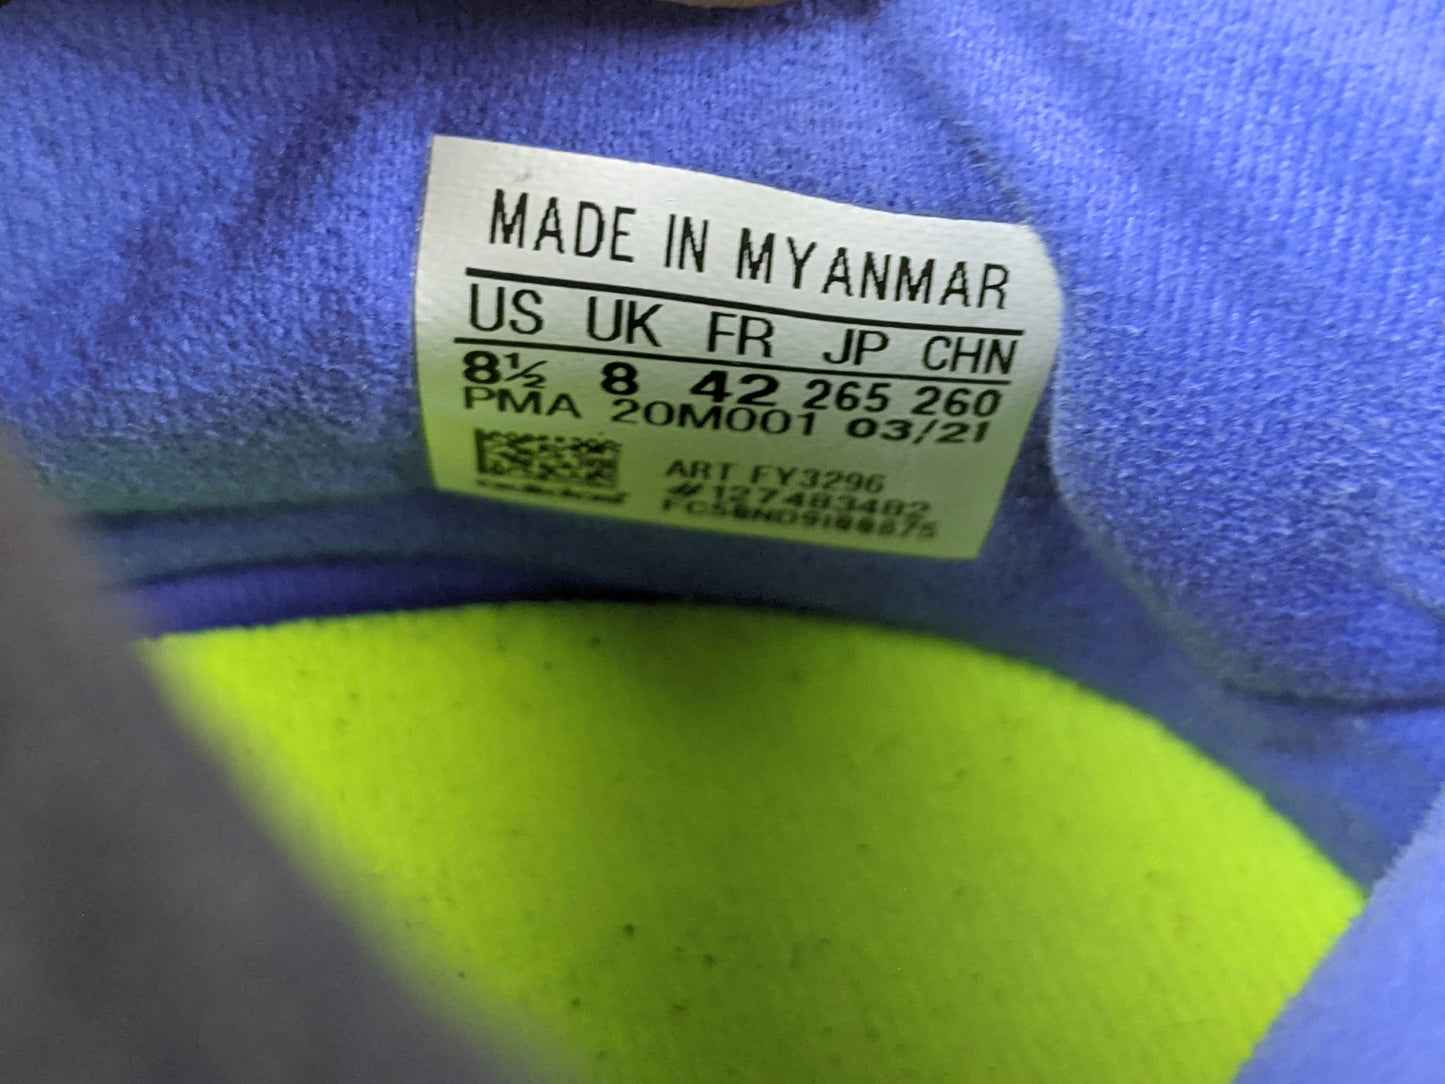 MADE IN MYANMAR
US UK FR JP CHN
8½ 8 42 265 260
PMA 20M001 03/21
ART FY3296
#127483482